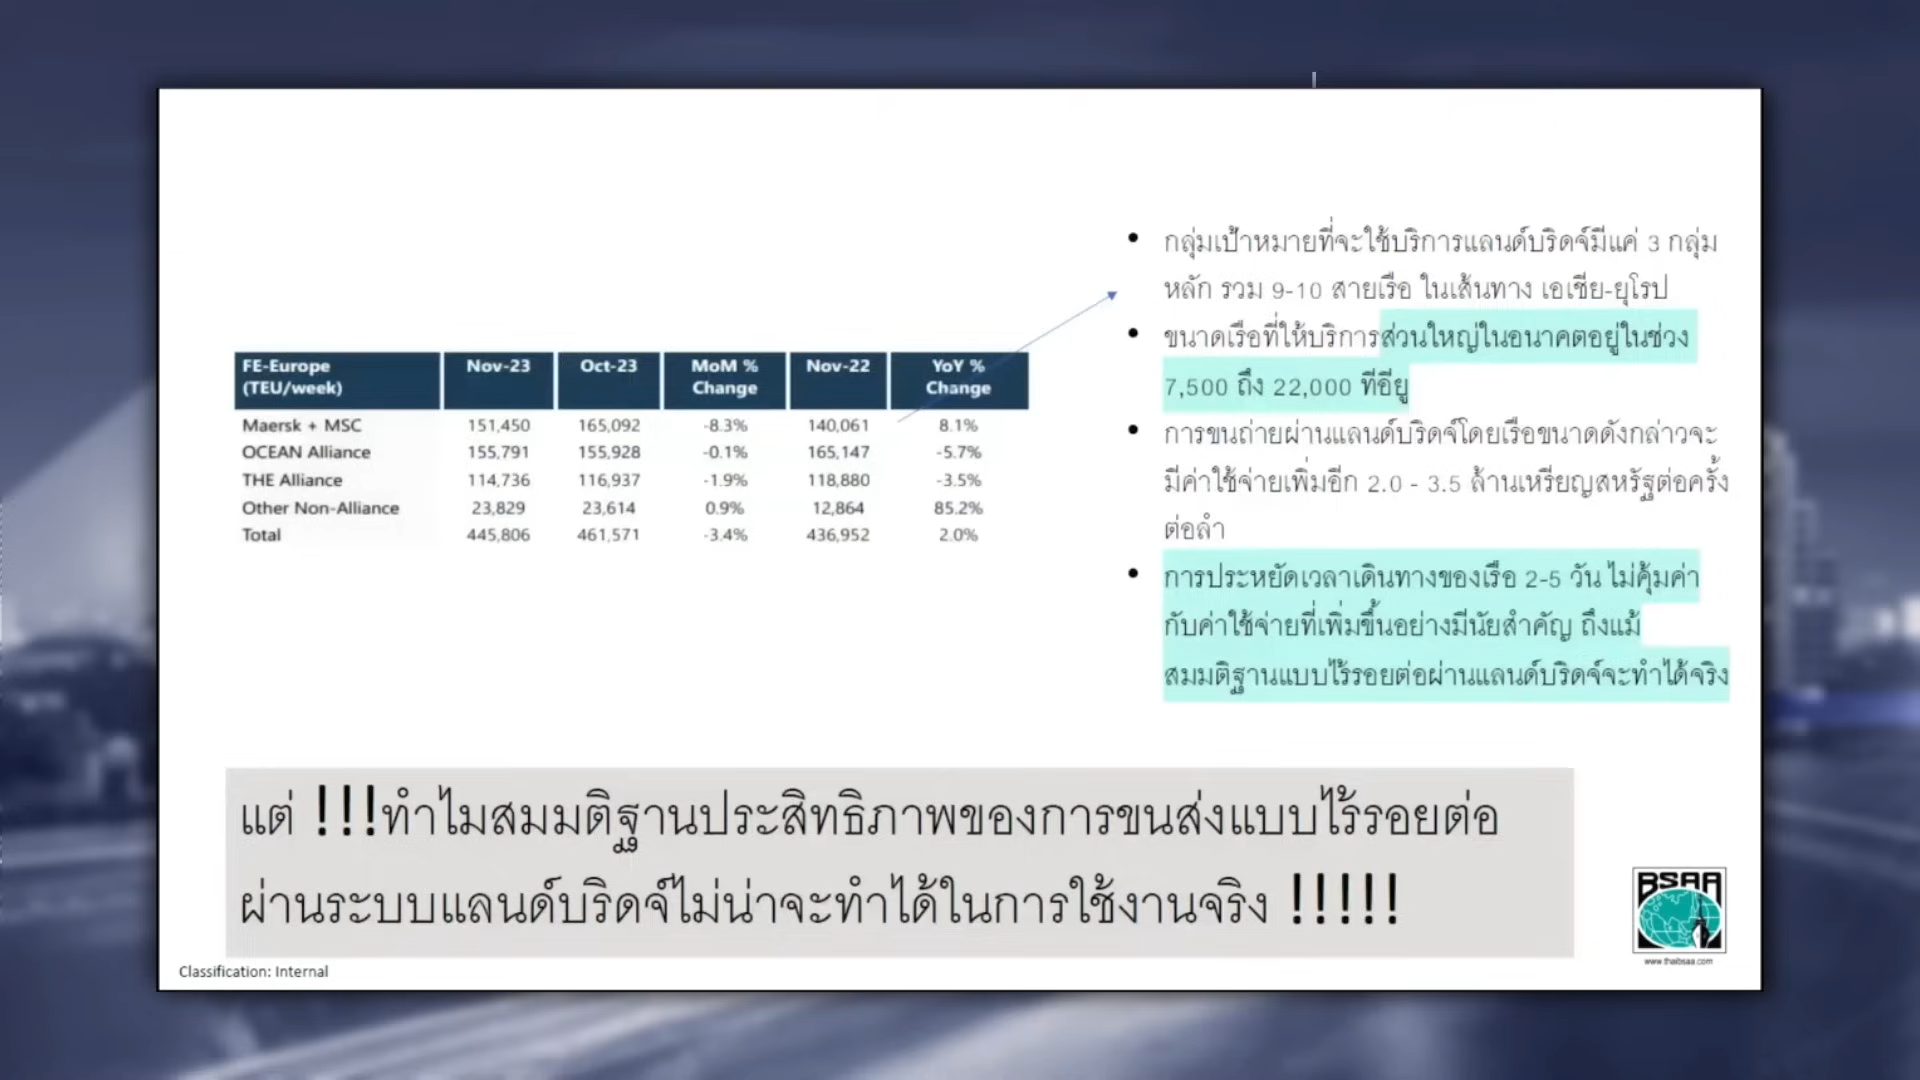 FE-Europe (TEU/week) Nov-23 Oct-23 MoM % Change Nov-22 YoY % Change
Maersk + MSC 151,450 165,092 -8.3% 140,061 8.1%
OCEAN Alliance 155,791 155,928 -0.1% 165,147 -5.7%
THE Alliance 114,736 116,937 -1.9% 118,880 -3.5%
Other Non-Alliance 23,829 23,614 0.9% 12,864 85.2%
Total 445,806 461,571 -3.4% 436,952 2.0%
• กลุ่มเป้าหมายที่จะใช้บริการแลนด์บริดจ์มีแค่ 3 กลุ่ม
หลัก รวม 9-10 สายเรือ ในเส้นทาง เอเชีย-ยุโรป
• ขนาดเรือที่ให้บริการส่วนใหญ่ในอนาคตอยู่ในช่วง
7,500 ถึง 22,000 ทีอียู
• การขนถ่ายผ่านแลนด์บริดจ์โดยเรือขนาดดังกล่าวจะ
มีค่าใช้จ่ายเพิ่มอีก 2.0 - 3.5 ล้านเหรียญสหรัฐต่อครั้ง
ต่อลำ
• การประหยัดเวลาเดินทางของเรือ 2-5 วัน ไม่คุ้มค่า
กับค่าใช้จ่ายที่เพิ่มขึ้นอย่างมีนัยสำคัญ ถึงแม้
สมมติฐานแบบไร้รอยต่อผ่านแลนด์บริดจ์จะทำได้จริง
แต่ !!!ทำไมสมมติฐานประสิทธิภาพของการขนส่งแบบไร้รอยต่อ
ผ่านระบบแลนด์บริดจ์ไม่น่าจะทำได้ในการใช้งานจริง !!!!!
BSAA
www.thaibsaa.com
Classification: Internal